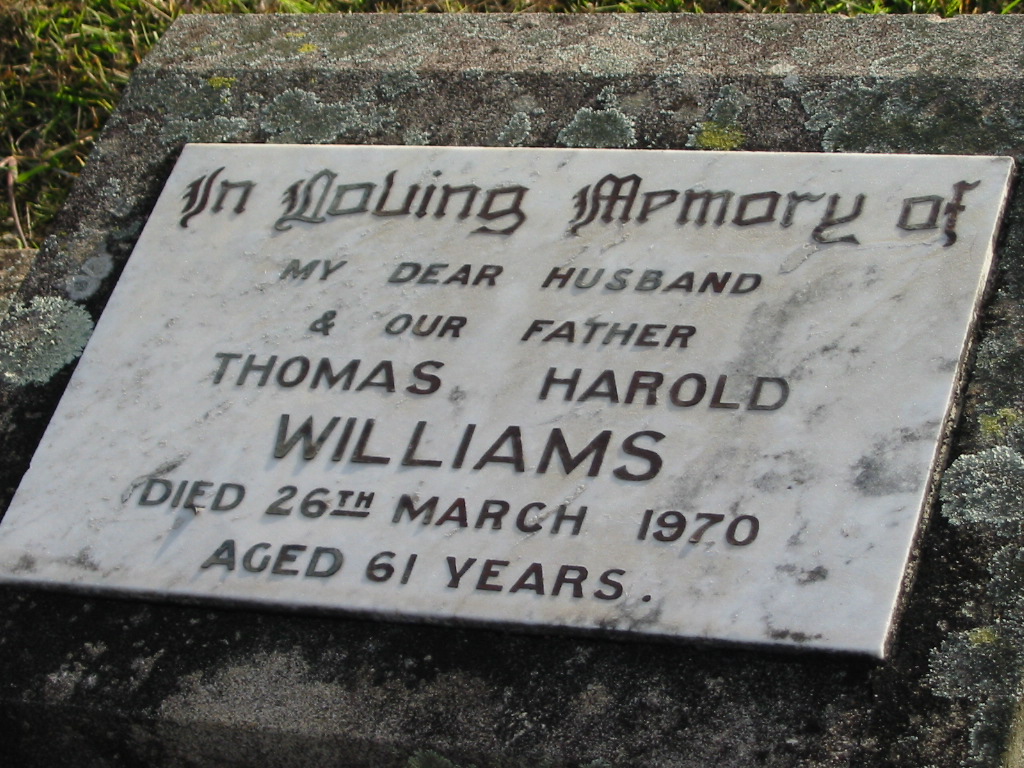 In Loving Memory of
MY DEAR HUSBAND
& OUR FATHER
THOMAS HAROLD
WILLIAMS
DIED 26TH MARCH 1970
AGED 61 YEARS.